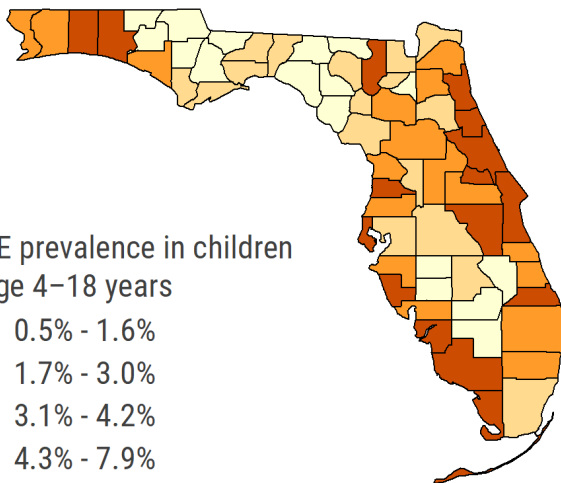 E prevalence in children
ge 4–18 years
0.5% - 1.6%
1.7% - 3.0%
3.1% - 4.2%
4.3% - 7.9%